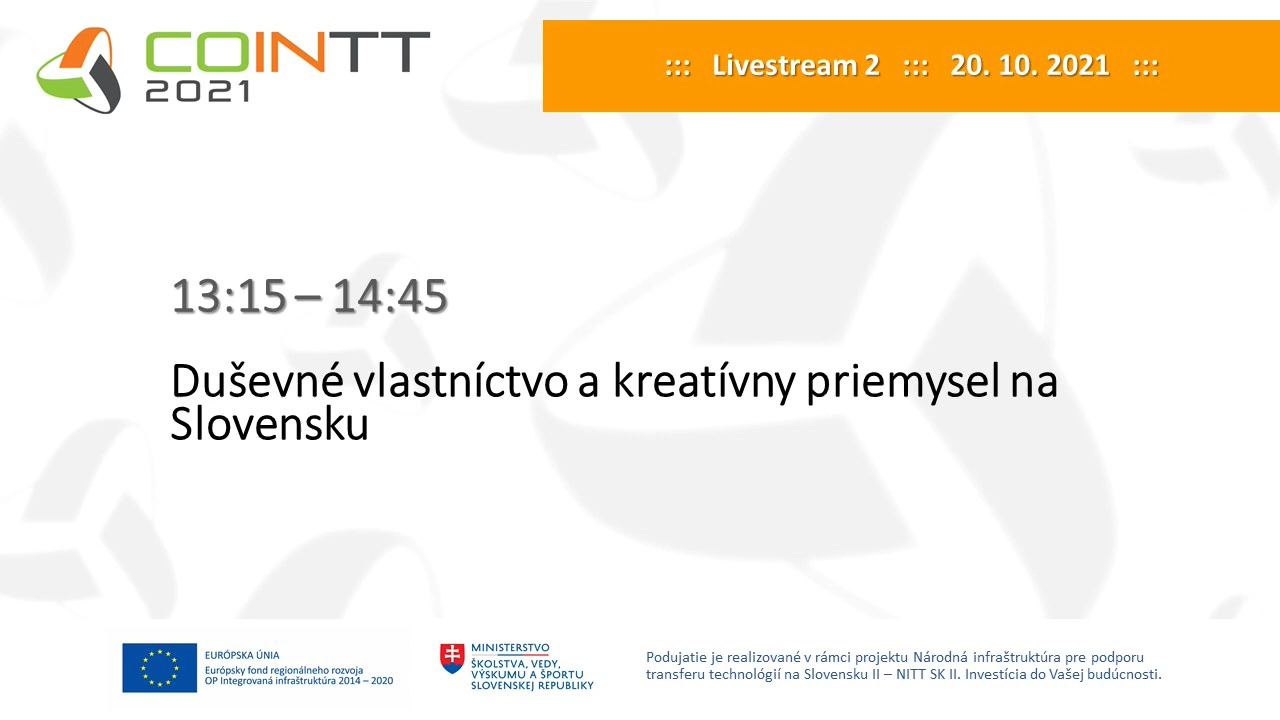 COINTT
2021
::: Livestream 2 ::: 20. 10. 2021 :::
13:15 – 14:45
Duševné vlastníctvo a kreatívny priemysel na
Slovensku
EURÓPSKA ÚNIA
Európsky fond regionálneho rozvoja
OP Integrovaná infraštruktúra 2014 – 2020
MINISTERSTVO
ŠKOLSTVA, VEDY,
VÝSKUMU A ŠPORTU
SLOVENSKEJ REPUBLIKY
Podujatie je realizované v rámci projektu Národná infraštruktúra pre podporu
transferu technológií na Slovensku II – NITT SK II. Investícia do Vašej budúcnosti.